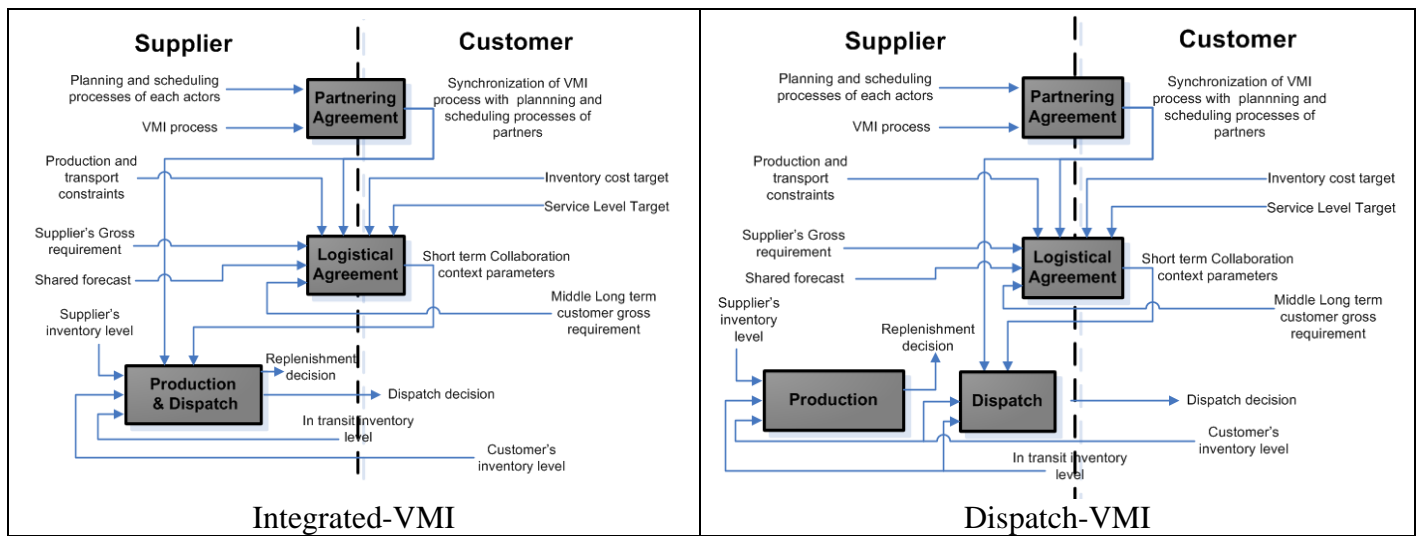 Supplier
Customer
Planning and scheduling
processes of each actors
VMI process
Partnering
Agreement
Synchronization of VMI
process with plannning and
scheduling processes of
partners
Production and
transport
constraints
Inventory cost target
Service Level Target
Supplier's Gross
requirement
Shared forecast
Logistical
Agreement
Short term Collaboration
context parameters
Middle Long term
customer gross
requirement
Supplier's
inventory level
Replenishment
decision
Production
& Dispatch
Dispatch decision
In transit inventory
level
Customer's
inventory level
Integrated-VMI
Supplier
Customer
Planning and scheduling
processes of each actors
VMI process
Partnering
Agreement
Synchronization of VMI
process with plannning and
scheduling processes of
partners
Production and
transport
constraints
Inventory cost target
Service Level Target
Supplier's Gross
requirement
Shared forecast
Logistical
Agreement
Short term Collaboration
context parameters
Middle Long term
customer gross
requirement
Supplier's
inventory
level
Replenishment
decision
Production
Dispatch
Dispatch decision
Customer's
inventory level
In transit inventory
level
Dispatch-VMI